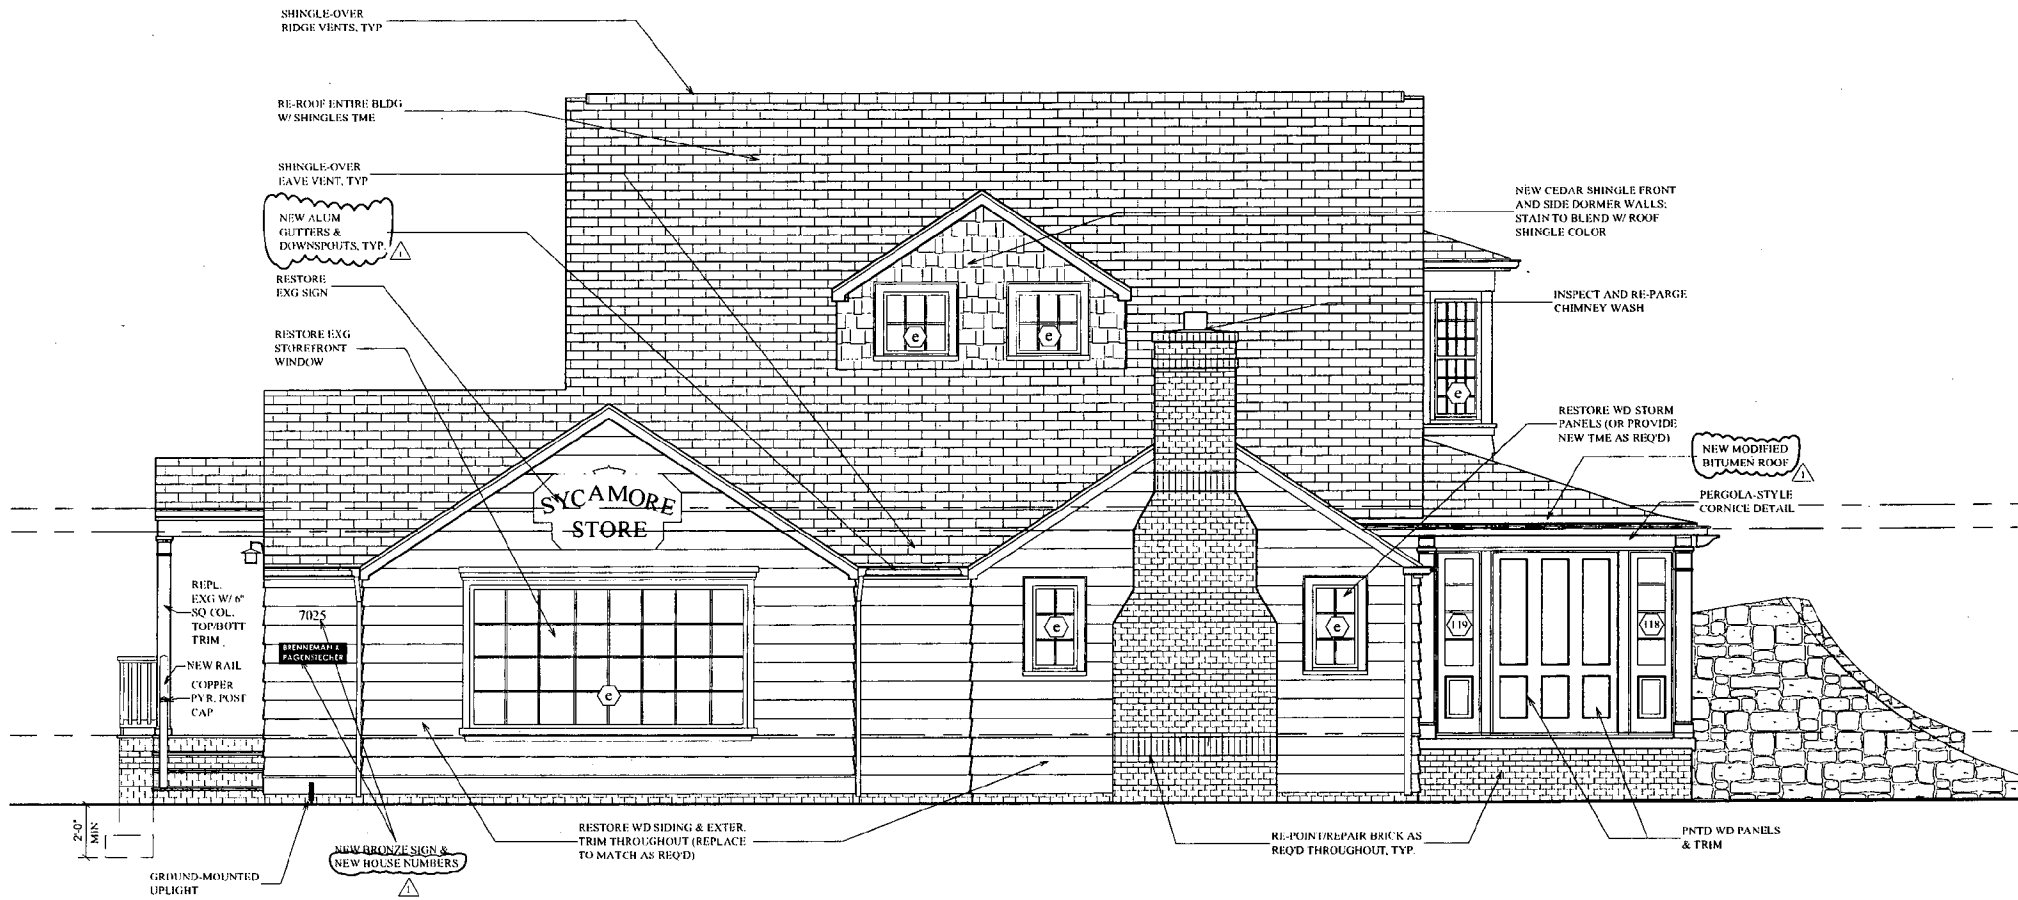 SHINGLE-OVER
RIDGE VENTS, TYP
RE-ROOF ENTIRE BLDG
W/ SHINGLES TME
SHINGLE-OVER
EAVE VENT, TYP
NEW ALUM
GUTTERS &
DOWNSPOUTS, TYP.
1
RESTORE
EXG SIGN
RESTORE EXG
STOREFRONT
WINDOW
NEW CEDAR SHINGLE FRONT
AND SIDE DORMER WALLS;
STAIN TO BLEND W/ ROOF
SHINGLE COLOR
INSPECT AND RE-PARGE
CHIMNEY WASH
RESTORE WD STORM
PANELS (OR PROVIDE
NEW TME AS REQ'D)
NEW MODIFIED
BITUMEN ROOF
1
PERGOLA-STYLE
CORNICE DETAIL
e
e
e
SYCAMORE
STORE
REPL.
EXG W/ 6"
SQ COL.
TOP/BOTT
TRIM
NEW RAIL
COPPER
PYR. POST
CAP
7025
BRENNEMAN &
PAGENSTECHER
e
e
e
119
118
2'-0"
MIN
GROUND-MOUNTED
UPLIGHT
NEW BRONZE SIGN &
NEW HOUSE NUMBERS
1
RESTORE WD SIDING & EXTER.
TRIM THROUGHOUT (REPLACE
TO MATCH AS REQ'D)
RE-POINT/REPAIR BRICK AS
REQ'D THROUGHOUT, TYP.
PNTD WD PANELS
& TRIM